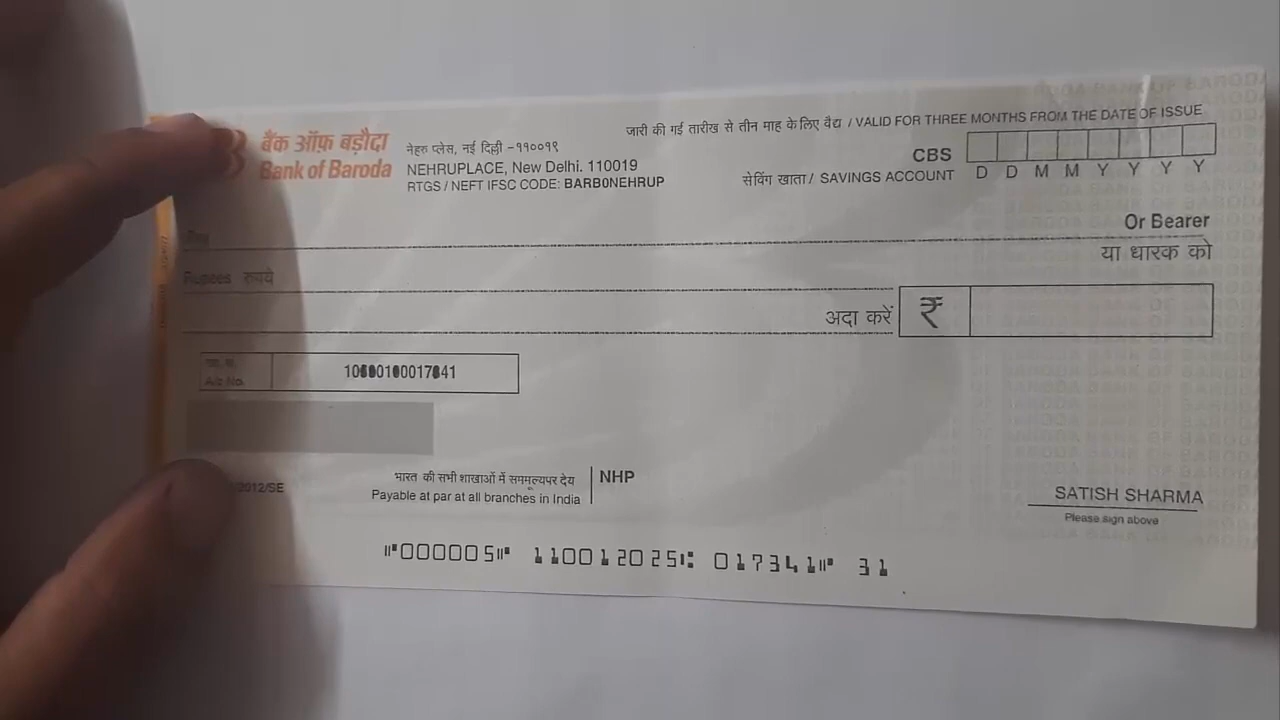 बैंक ऑफ़ बड़ौदा
Bank of Baroda
नेहरु प्लेस, नई दिल्ली -११००१९
NEHRUPLACE, New Delhi. 110019
RTGS / NEFT IFSC CODE: BARB0NEHRUP
जारी की गई तारीख से तीन माह के लिए वैद्य / VALID FOR THREE MONTHS FROM THE DATE OF ISSUE
CBS
सेविंग खाता / SAVINGS ACCOUNT
D D M M Y Y Y Y
Pay
Or Bearer
या धारक को
Rupees रुपये
अदा करें ₹
A/c No.
भारत की सभी शाखाओं में सममूल्यपर देय
Payable at par at all branches in India
NHP
2012/SE
SATISH SHARMA
Please sign above
⑈000005⑈ 110012025⑆ 017341⑈ 31